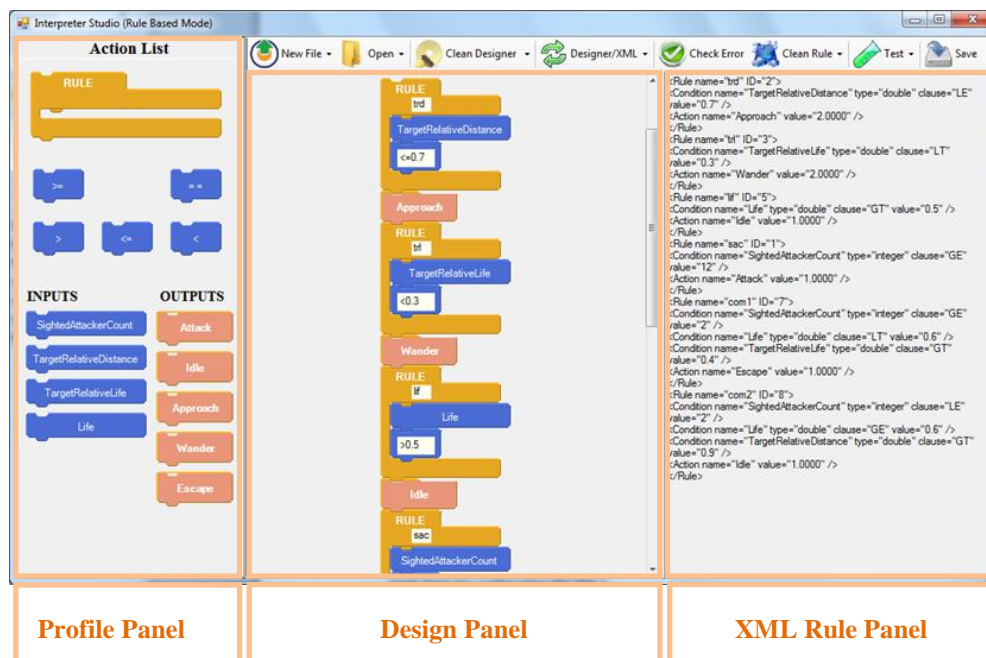 Interpreter Studio (Rule Based Mode)
Action List
New File
Open
Clean Designer
Designer/XML
Check Error
Clean Rule
Test
Save
RULE
>=
= =
>
<=
<
INPUTS
OUTPUTS
SightedAttackerCount
TargetRelativeDistance
TargetRelativeLife
Life
Attack
Idle
Approach
Wander
Escape
RULE
trd
TargetRelativeDistance
<=0.7
Approach
RULE
trl
TargetRelativeLife
<0.3
Wander
RULE
lif
Life
>0.5
Idle
RULE
sac
SightedAttackerCount
<Rule name="trd" ID="2">
<Condition name="TargetRelativeDistance" type="double" clause="LE"
value="0.7" />
<Action name="Approach" value="2.0000" />
</Rule>
<Rule name="trl" ID="3">
<Condition name="TargetRelativeLife" type="double" clause="LT"
value="0.3" />
<Action name="Wander" value="2.0000" />
</Rule>
<Rule name="lif" ID="5">
<Condition name="Life" type="double" clause="GT" value="0.5" />
<Action name="Idle" value="1.0000" />
</Rule>
<Rule name="sac" ID="1">
<Condition name="SightedAttackerCount" type="integer" clause="GE"
value="12" />
<Action name="Attack" value="1.0000" />
</Rule>
<Rule name="com1" ID="7">
<Condition name="SightedAttackerCount" type="integer" clause="GE"
value="2" />
<Condition name="Life" type="double" clause="LT" value="0.6" />
<Condition name="TargetRelativeLife" type="double" clause="GT"
value="0.4" />
<Action name="Escape" value="1.0000" />
</Rule>
<Rule name="com2" ID="8">
<Condition name="SightedAttackerCount" type="integer" clause="LE"
value="2" />
<Condition name="Life" type="double" clause="GE" value="0.6" />
<Condition name="TargetRelativeDistance" type="double" clause="GT"
value="0.9" />
<Action name="Idle" value="1.0000" />
</Rule>
Profile Panel
Design Panel
XML Rule Panel